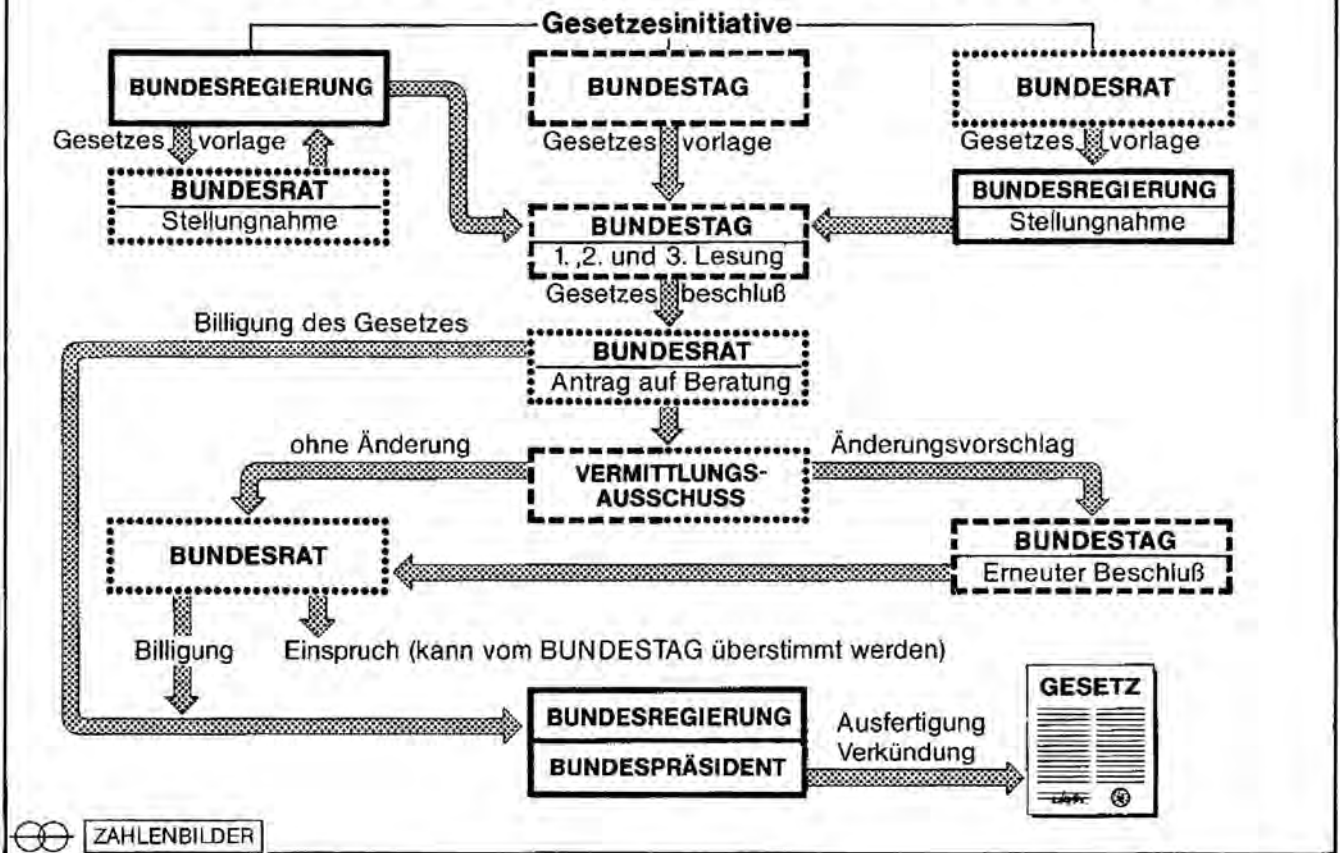 Gesetzesinitiative
BUNDESREGIERUNG
BUNDESTAG
BUNDESRAT
Gesetzes vorlage
Gesetzes vorlage
Gesetzes vorlage
BUNDESRAT
Stellungnahme
BUNDESTAG
1. ,2. und 3. Lesung
BUNDESREGIERUNG
Stellungnahme
Gesetzes beschluß
Billigung des Gesetzes
BUNDESRAT
Antrag auf Beratung
ohne Änderung
VERMITTLUNGS-
AUSSCHUSS
Änderungsvorschlag
BUNDESRAT
BUNDESTAG
Erneuter Beschluß
Billigung
Einspruch (kann vom BUNDESTAG überstimmt werden)
BUNDESREGIERUNG
BUNDESPRÄSIDENT
Ausfertigung
Verkündung
GESETZ
ZAHLENBILDER